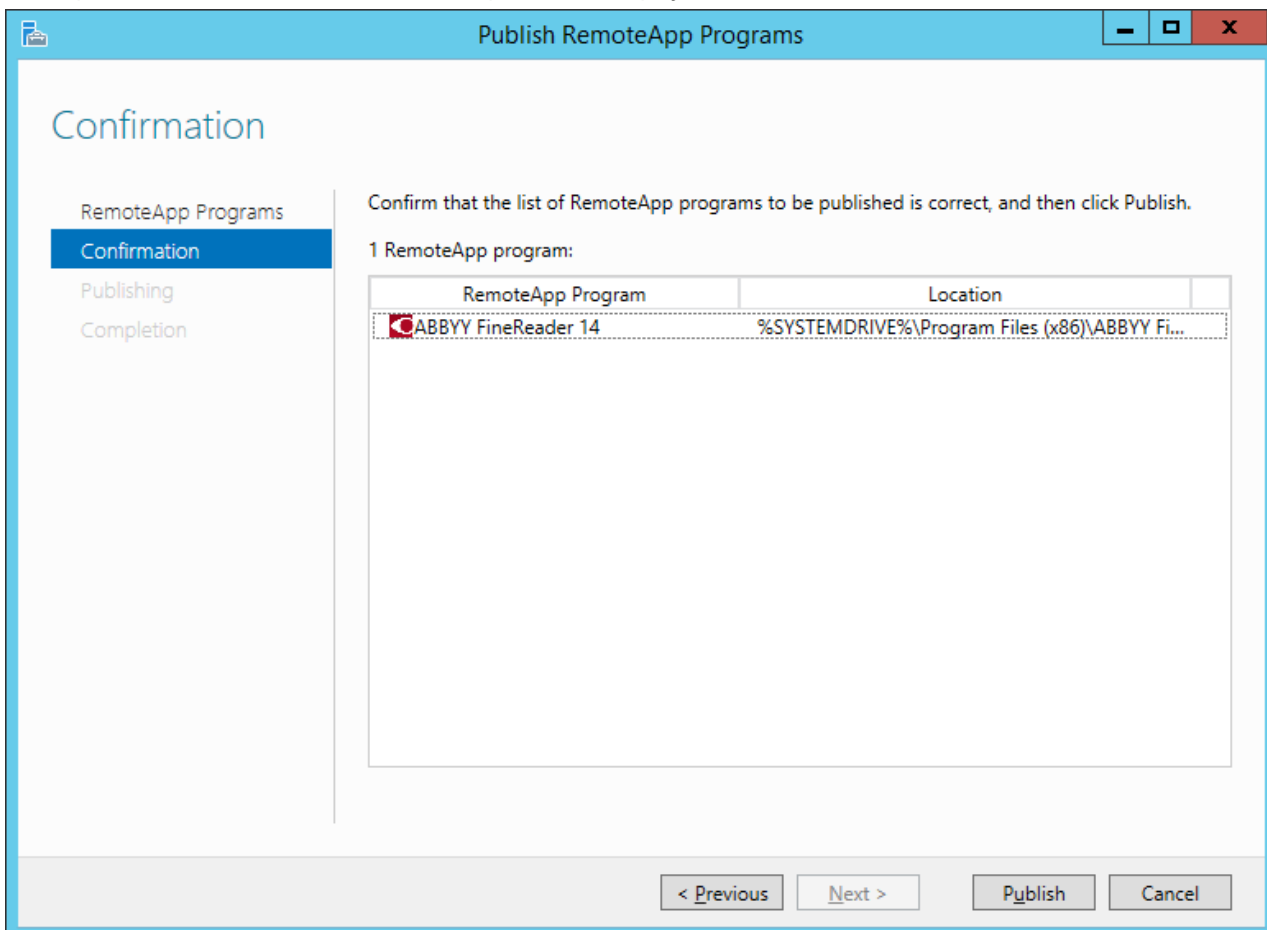 Publish RemoteApp Programs
Confirmation
RemoteApp Programs
Confirmation
Publishing
Completion
Confirm that the list of RemoteApp programs to be published is correct, and then click Publish.
1 RemoteApp program:
RemoteApp Program Location
ABBYY FineReader 14 %SYSTEMDRIVE%\Program Files (x86)\ABBYY Fi...
< Previous Next > Publish Cancel